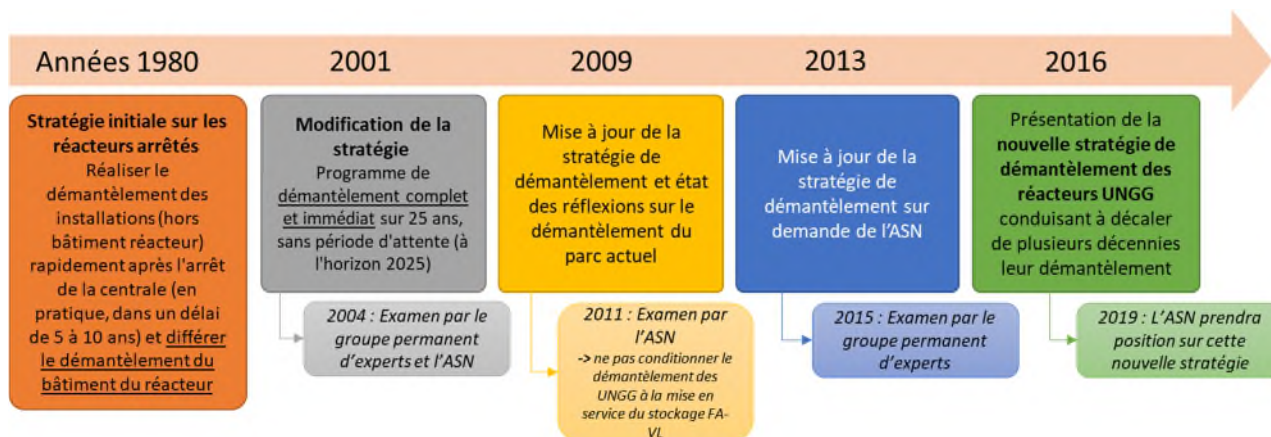 Années 1980
2001
2009
2013
2016
Stratégie initiale sur les
réacteurs arrêtés
Réaliser le
démantèlement des
installations (hors
bâtiment réacteur)
rapidement après l'arrêt
de la centrale (en
pratique, dans un délai
de 5 à 10 ans) et différer
le démantèlement du
bâtiment du réacteur
Modification de la
stratégie
Programme de
démantèlement complet
et immédiat sur 25 ans,
sans période d'attente (à
l'horizon 2025)
2004 : Examen par le
groupe permanent
d'experts et l'ASN
Mise à jour de la
stratégie de
démantèlement et état
des réflexions sur le
démantèlement du
parc actuel
2011 : Examen par
l'ASN
-> ne pas conditionner le
démantèlement des
UNGG à la mise en
service du stockage FA-
VL
Mise à jour de la
stratégie de
démantèlement sur
demande de l'ASN
2015 : Examen par le
groupe permanent
d'experts
Présentation de la
nouvelle stratégie de
démantèlement des
réacteurs UNGG
conduisant à décaler
de plusieurs décennies
leur démantèlement
2019 : L'ASN prendra
position sur cette
nouvelle stratégie